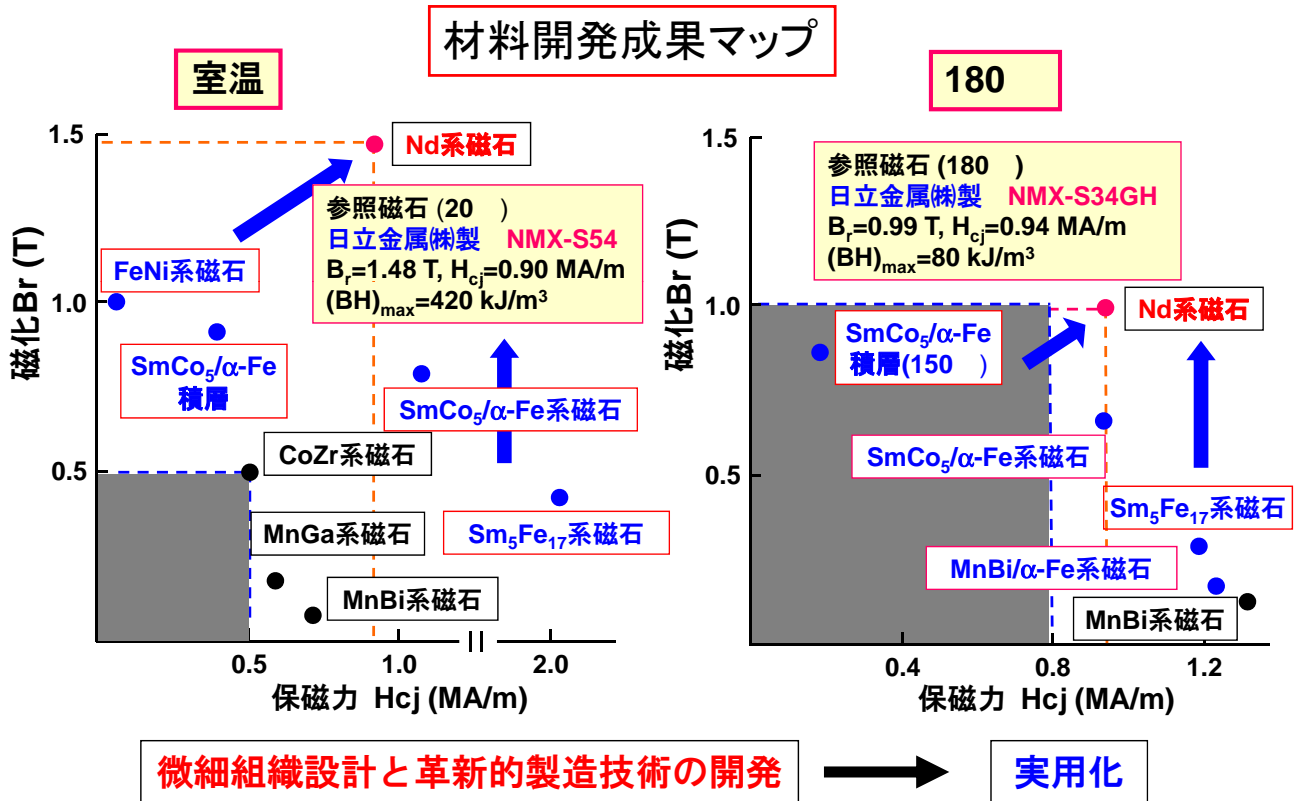 材料開発成果マップ
室温
180
1.5
1.0
0.5
磁化Br (T)
Nd系磁石
参照磁石 (20　)
日立金属㈱製　NMX-S54
Br=1.48 T, Hcj=0.90 MA/m
(BH)max=420 kJ/m³
FeNi系磁石
SmCo₅/α-Fe
積層
SmCo₅/α-Fe系磁石
CoZr系磁石
MnGa系磁石
Sm₅Fe₁₇系磁石
MnBi系磁石
0.5
1.0
2.0
保磁力 Hcj (MA/m)
1.5
1.0
0.5
磁化Br (T)
参照磁石 (180　)
日立金属㈱製　NMX-S34GH
Br=0.99 T, Hcj=0.94 MA/m
(BH)max=80 kJ/m³
Nd系磁石
SmCo₅/α-Fe
積層(150　)
SmCo₅/α-Fe系磁石
Sm₅Fe₁₇系磁石
MnBi/α-Fe系磁石
MnBi系磁石
0.4
0.8
1.2
保磁力 Hcj (MA/m)
微細組織設計と革新的製造技術の開発
実用化